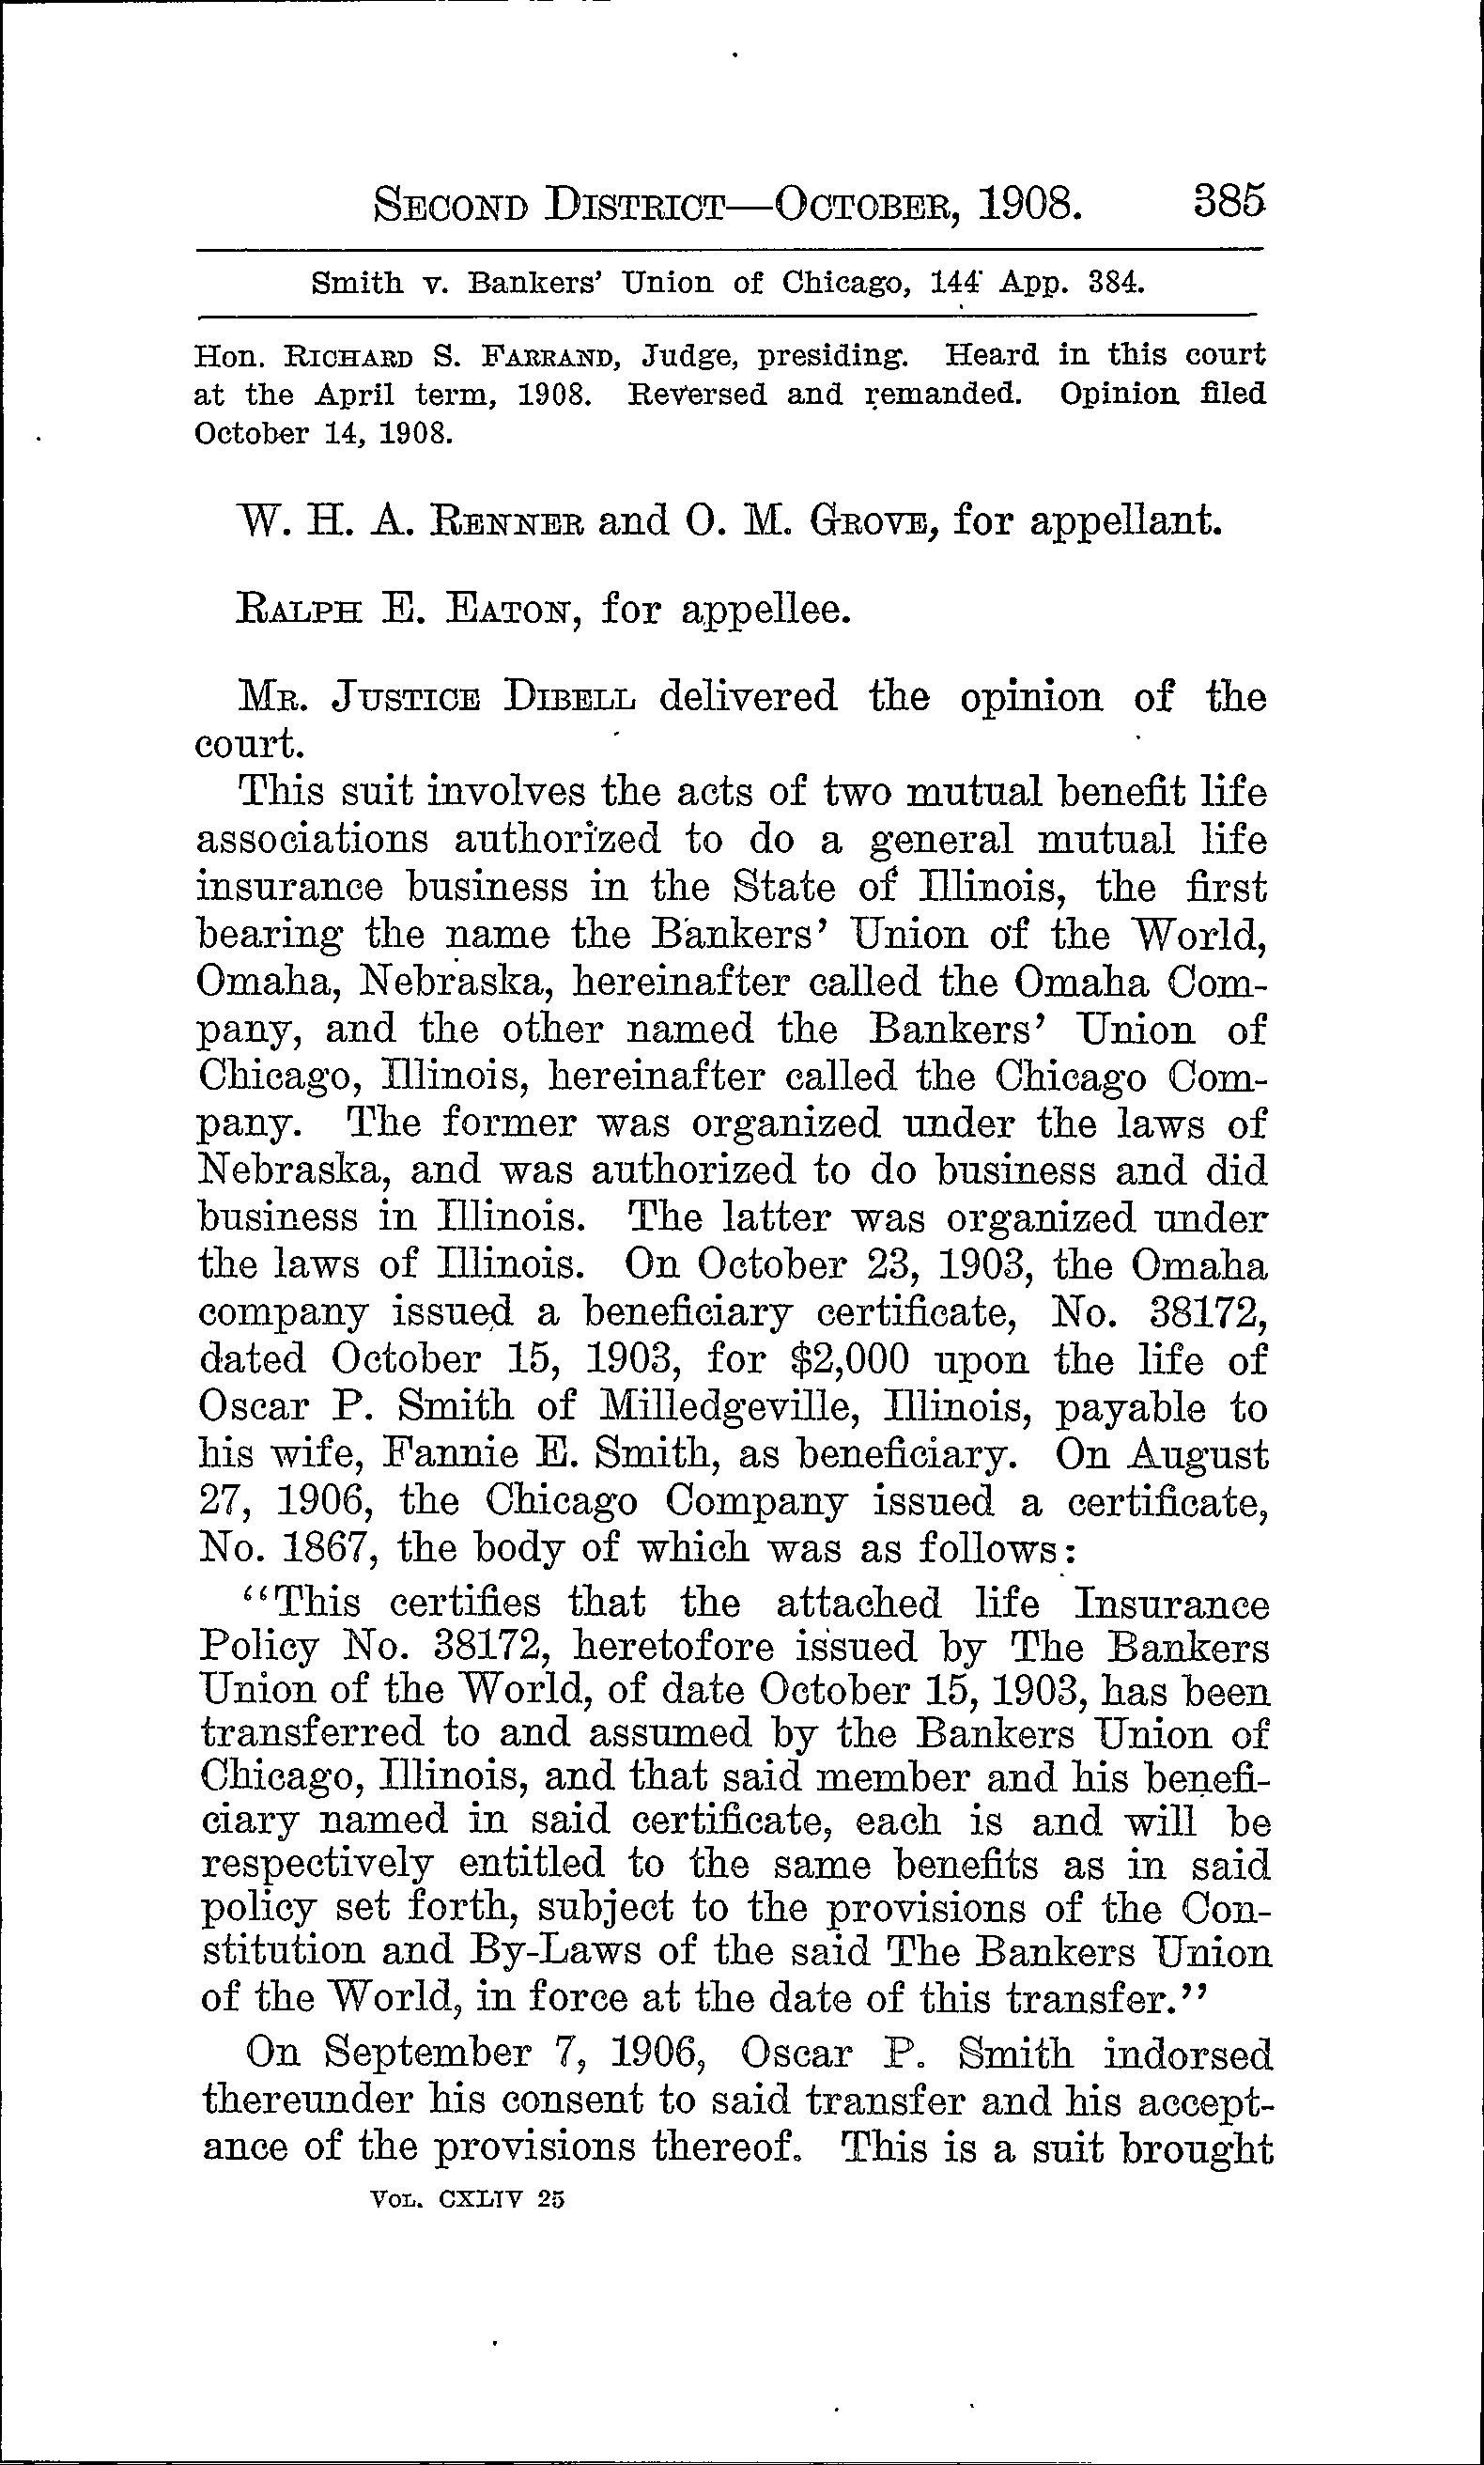 SECOND DISTRICT—OCTOBER, 1908. 385
Smith v. Bankers' Union of Chicago, 144 App. 384.
Hon. RICHARD S. FARRAND, Judge, presiding. Heard in this court
at the April term, 1908. Reversed and remanded. Opinion filed
October 14, 1908.
W. H. A. RENNER and O. M. GROVE, for appellant.
RALPH E. EATON, for appellee.
MR. JUSTICE DIBELL delivered the opinion of the
court.
This suit involves the acts of two mutual benefit life
associations authorized to do a general mutual life
insurance business in the State of Illinois, the first
bearing the name the Bankers' Union of the World,
Omaha, Nebraska, hereinafter called the Omaha Com-
pany, and the other named the Bankers' Union of
Chicago, Illinois, hereinafter called the Chicago Com-
pany. The former was organized under the laws of
Nebraska, and was authorized to do business and did
business in Illinois. The latter was organized under
the laws of Illinois. On October 23, 1903, the Omaha
company issued a beneficiary certificate, No. 38172,
dated October 15, 1903, for $2,000 upon the life of
Oscar P. Smith of Milledgeville, Illinois, payable to
his wife, Fannie E. Smith, as beneficiary. On August
27, 1906, the Chicago Company issued a certificate,
No. 1867, the body of which was as follows:
"This certifies that the attached life Insurance
Policy No. 38172, heretofore issued by The Bankers
Union of the World, of date October 15, 1903, has been
transferred to and assumed by the Bankers Union of
Chicago, Illinois, and that said member and his benefi-
ciary named in said certificate, each is and will be
respectively entitled to the same benefits as in said
policy set forth, subject to the provisions of the Con-
stitution and By-Laws of the said The Bankers Union
of the World, in force at the date of this transfer."
On September 7, 1906, Oscar P. Smith indorsed
thereunder his consent to said transfer and his accept-
ance of the provisions thereof. This is a suit brought
VOL. CXLIV 25